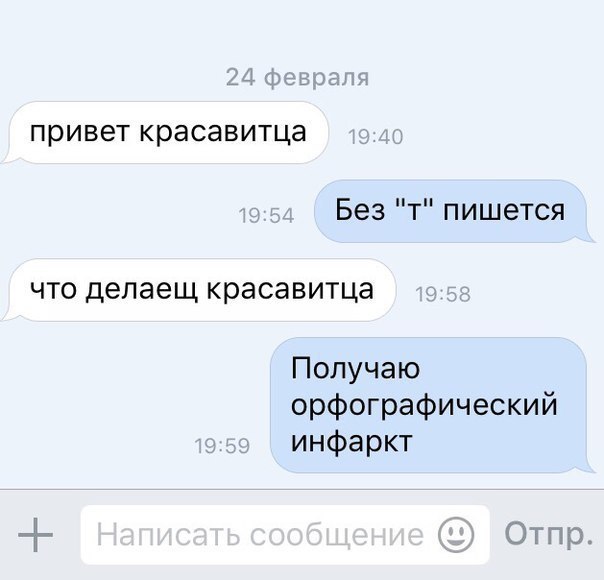 24 февраля
привет красавитца
19:40
19:54
Без "т" пишется
что делаещ красавитца
19:58
Получаю
орфографический
инфаркт
19:59
Написать сообщение
Отпр.